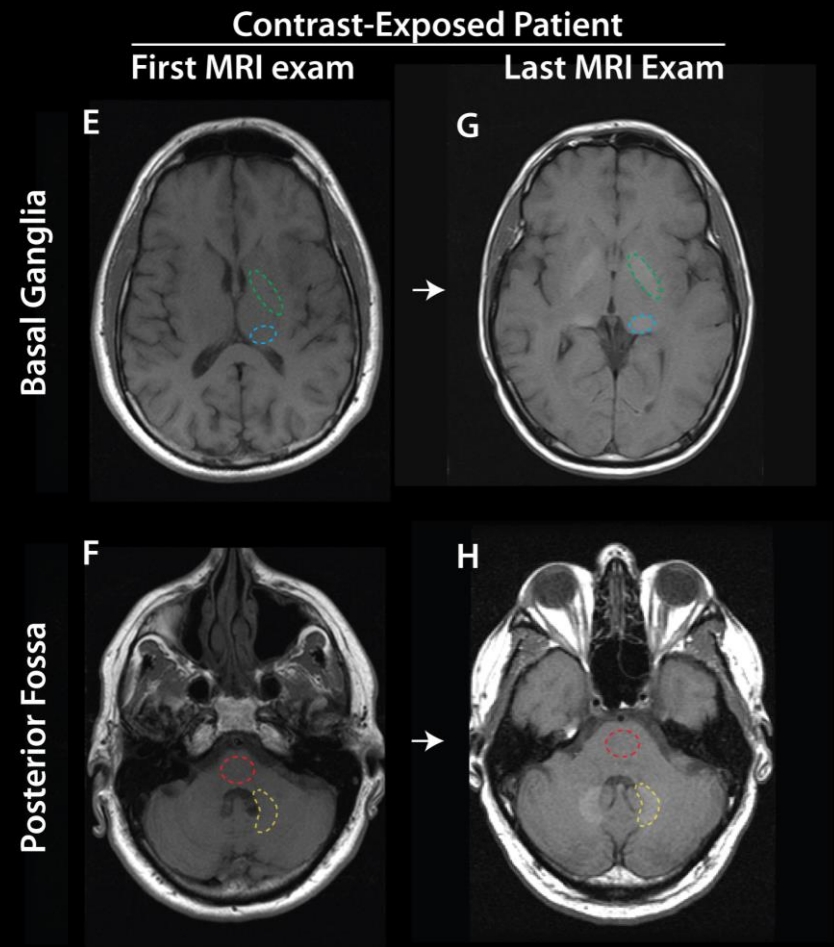 Contrast-Exposed Patient
First MRI exam
Last MRI Exam
Basal Ganglia
E
G
Posterior Fossa
F
H